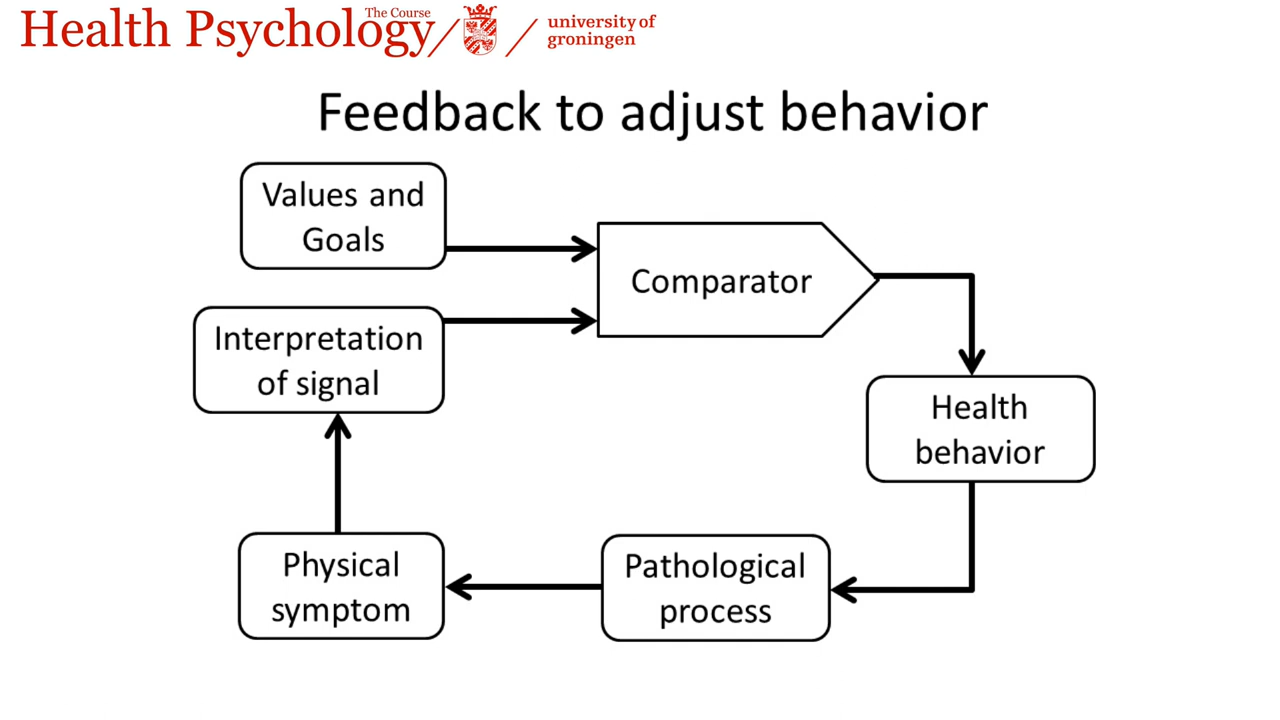 The Course
Health Psychology
university of
groningen
Feedback to adjust behavior
Values and
Goals
Comparator
Interpretation
of signal
Health
behavior
Physical
symptom
Pathological
process